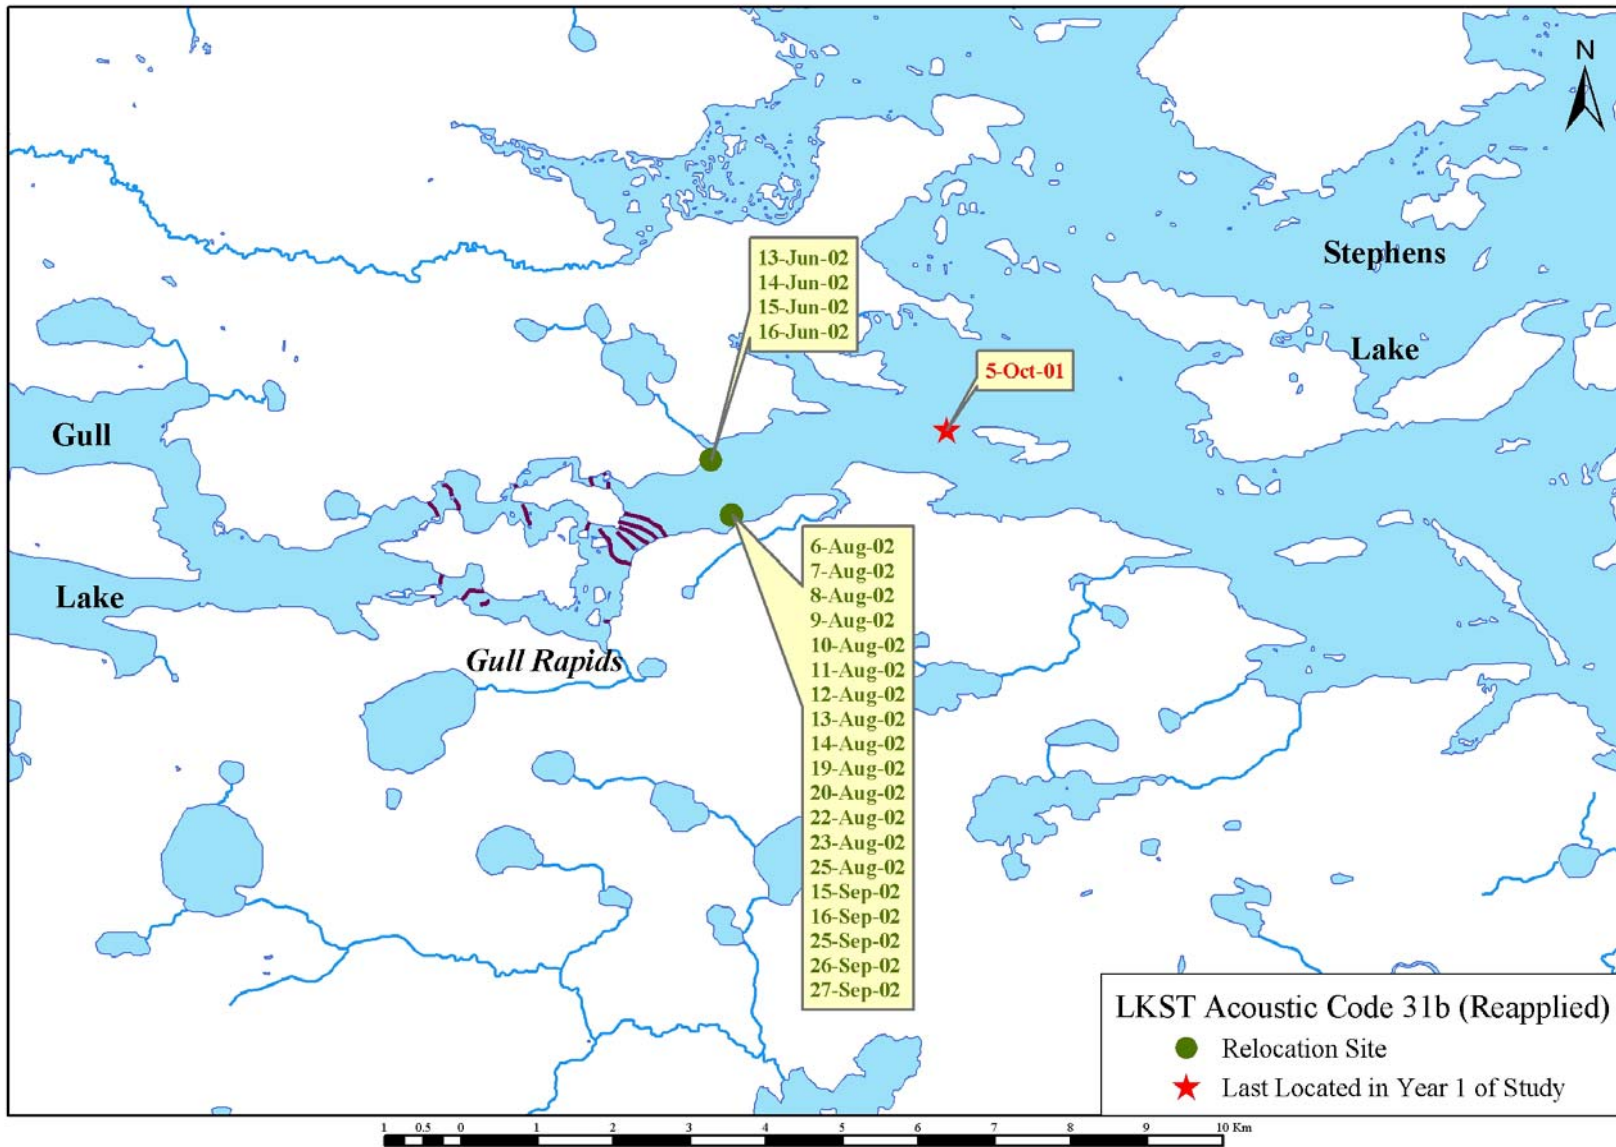 N
13-Jun-02
14-Jun-02
15-Jun-02
16-Jun-02
Stephens
Lake
5-Oct-01
Gull
Lake
Gull Rapids
6-Aug-02
7-Aug-02
8-Aug-02
9-Aug-02
10-Aug-02
11-Aug-02
12-Aug-02
13-Aug-02
14-Aug-02
19-Aug-02
20-Aug-02
22-Aug-02
23-Aug-02
25-Aug-02
15-Sep-02
16-Sep-02
25-Sep-02
26-Sep-02
27-Sep-02
LKST Acoustic Code 31b (Reapplied)
Relocation Site
Last Located in Year 1 of Study
1 0.5 0 1 2 3 4 5 6 7 8 9 10 Km